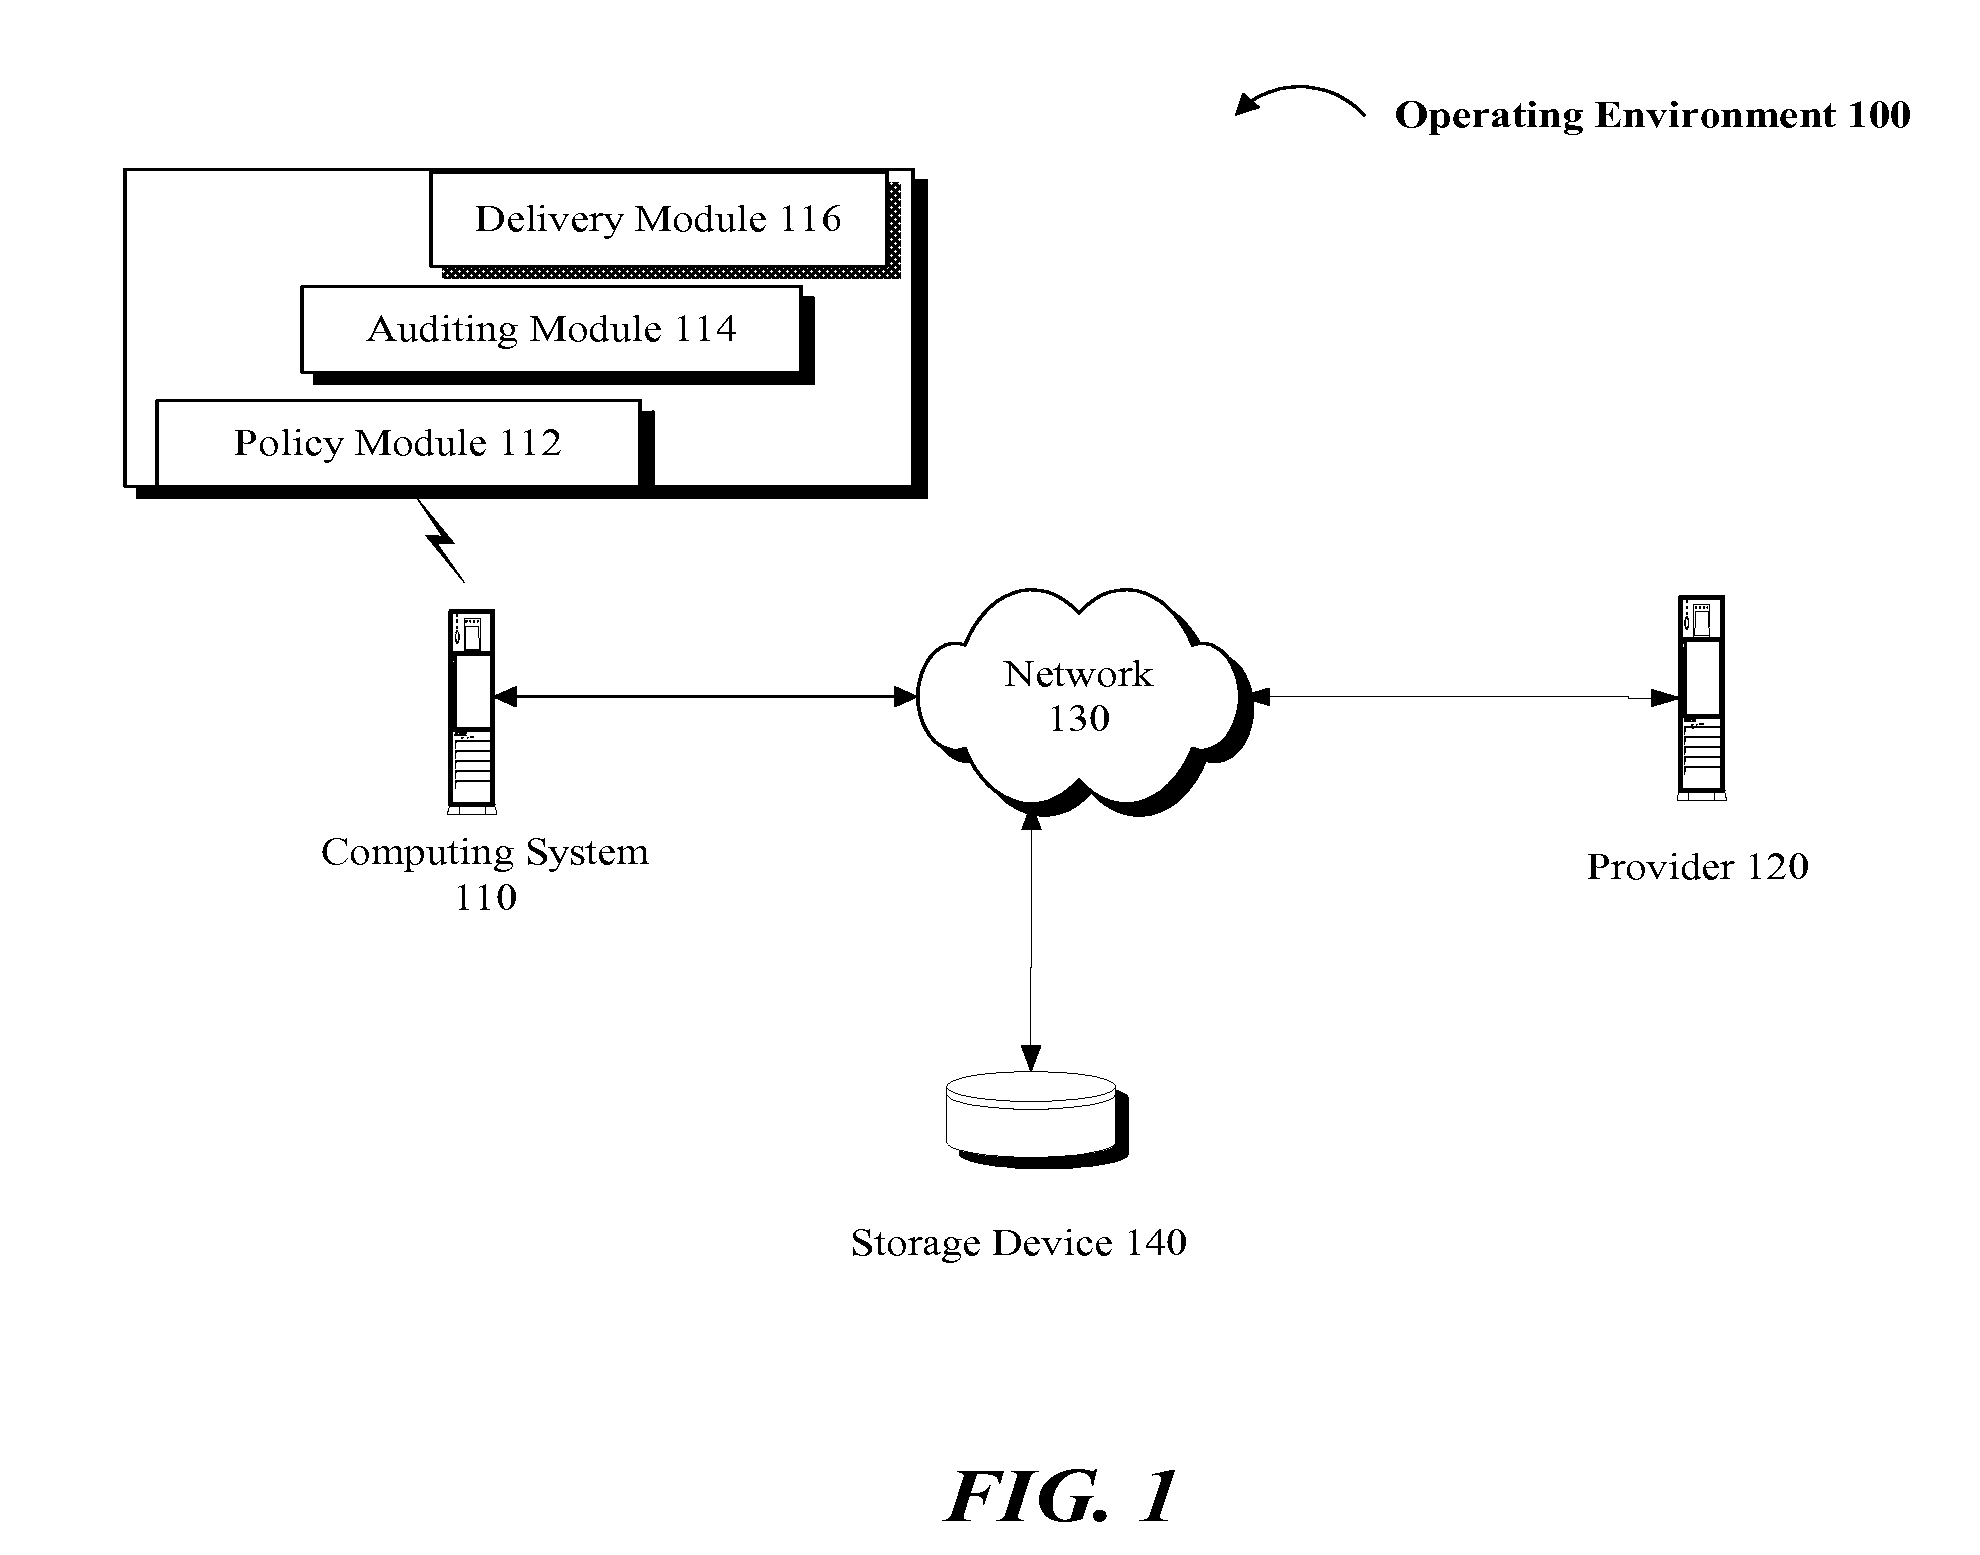 Operating Environment 100
Delivery Module 116
Auditing Module 114
Policy Module 112
Network
130
Computing System
110
Provider 120
Storage Device 140
FIG. 1